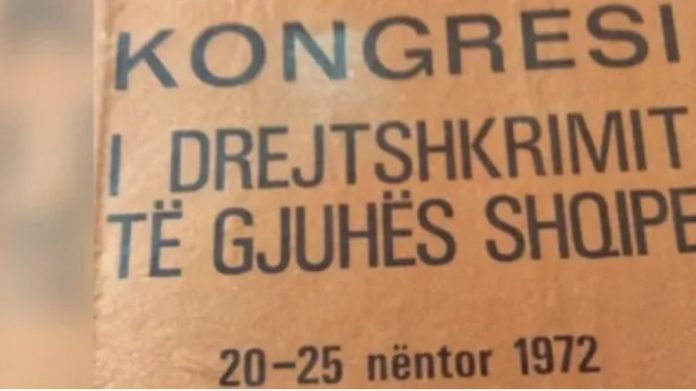 KONGRESI
I DREJTSHKRIMIT
TË GJUHËS SHQIPE
20-25 nëntor 1972